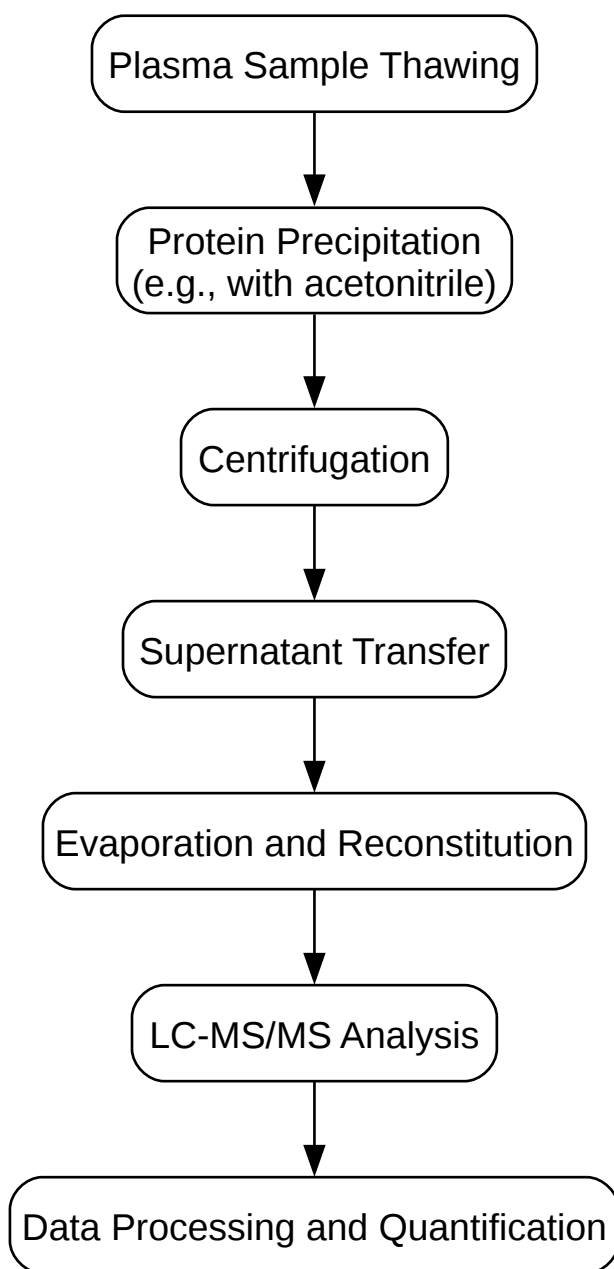 Plasma Sample Thawing
Protein Precipitation
(e.g., with acetonitrile)
Centrifugation
Supernatant Transfer
Evaporation and Reconstitution
LC-MS/MS Analysis
Data Processing and Quantification